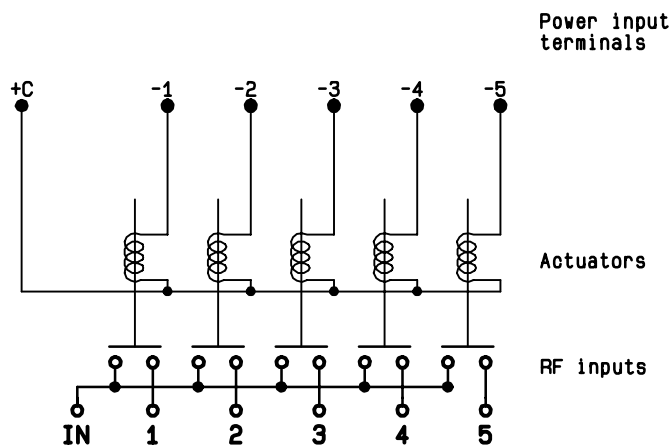 Power input
terminals
+C -1 -2 -3 -4 -5
Actuators
RF inputs
IN 1 2 3 4 5